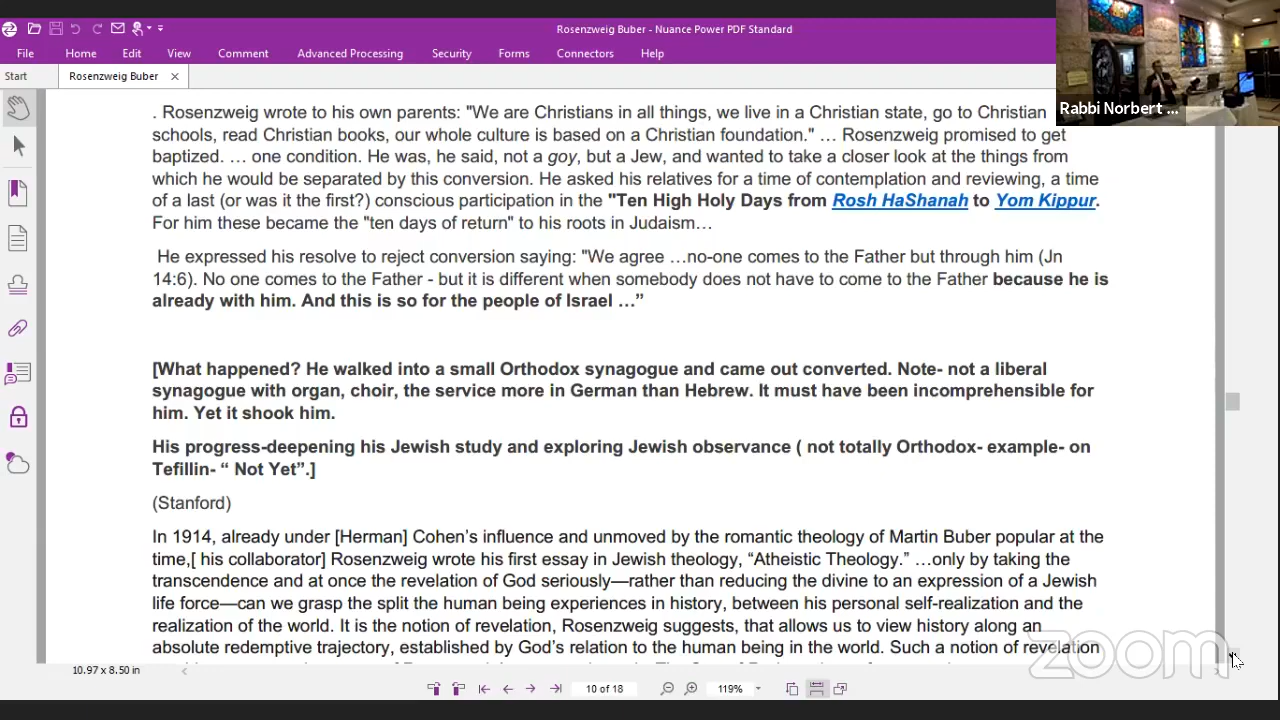 Rosenzweig Buber - Nuance Power PDF Standard
File Home Edit View Comment Advanced Processing Security Forms Connectors Help
Start Rosenzweig Buber ×
Rabbi Norbert ...
. Rosenzweig wrote to his own parents: "We are Christians in all things, we live in a Christian state, go to Christian
schools, read Christian books, our whole culture is based on a Christian foundation." … Rosenzweig promised to get
baptized. … one condition. He was, he said, not a goy, but a Jew, and wanted to take a closer look at the things from
which he would be separated by this conversion. He asked his relatives for a time of contemplation and reviewing, a time
of a last (or was it the first?) conscious participation in the "Ten High Holy Days from Rosh HaShanah to Yom Kippur.
For him these became the "ten days of return" to his roots in Judaism…
He expressed his resolve to reject conversion saying: "We agree …no-one comes to the Father but through him (Jn
14:6). No one comes to the Father - but it is different when somebody does not have to come to the Father because he is
already with him. And this is so for the people of Israel …”
[What happened? He walked into a small Orthodox synagogue and came out converted. Note- not a liberal
synagogue with organ, choir, the service more in German than Hebrew. It must have been incomprehensible for
him. Yet it shook him.
His progress-deepening his Jewish study and exploring Jewish observance ( not totally Orthodox- example- on
Tefillin- “ Not Yet”.]
(Stanford)
In 1914, already under [Herman] Cohen’s influence and unmoved by the romantic theology of Martin Buber popular at the
time,[ his collaborator] Rosenzweig wrote his first essay in Jewish theology, “Atheistic Theology.” …only by taking the
transcendence and at once the revelation of God seriously—rather than reducing the divine to an expression of a Jewish
life force—can we grasp the split the human being experiences in history, between his personal self-realization and the
realization of the world. It is the notion of revelation, Rosenzweig suggests, that allows us to view history along an
absolute redemptive trajectory, established by God’s relation to the human being in the world. Such a notion of revelation
zoom
10.97 x 8.50 in
10 of 18
119%